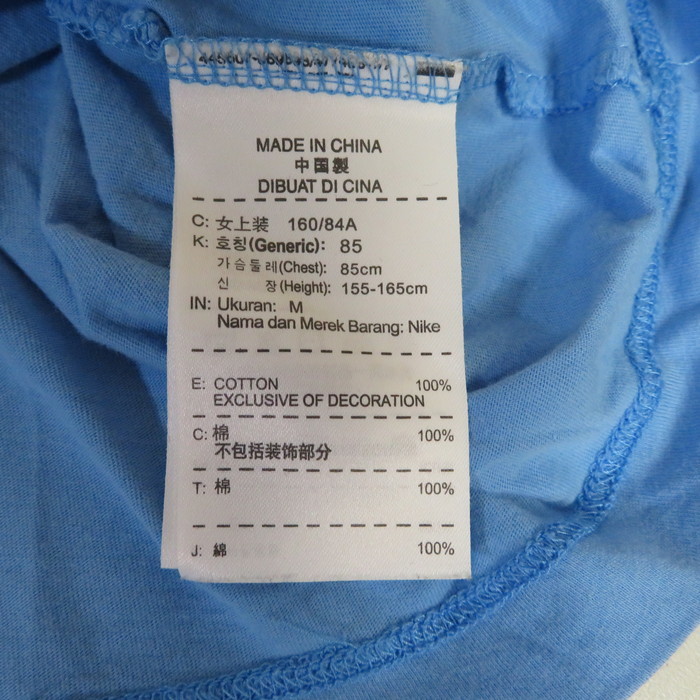 MADE IN CHINA
中国製
DIBUAT DI CINA
C: 女上装 160/84A
K: 호칭(Generic): 85
가슴둘레(Chest): 85cm
신 장(Height): 155-165cm
IN: Ukuran: M
Nama dan Merek Barang: Nike
E: COTTON 100%
EXCLUSIVE OF DECORATION
C: 棉 100%
不包括装饰部分
T: 棉 100%
J: 綿 100%